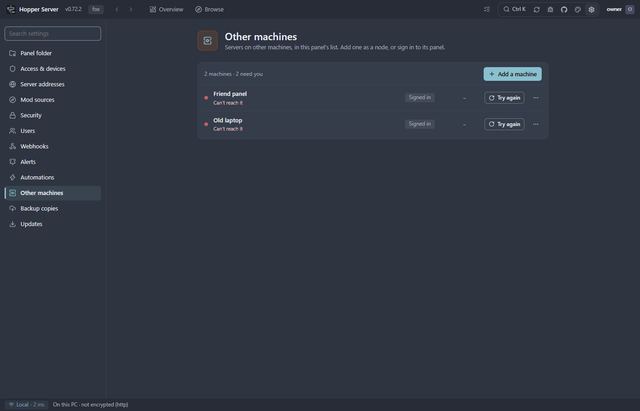 Hopper Server v0.72.2 fox Overview Browse Ctrl K owner O
Search settings
Panel folder
Access & devices
Server addresses
Mod sources
Security
Users
Webhooks
Alerts
Automations
Other machines
Backup copies
Updates
Other machines
Servers on other machines, in this panel's list. Add one as a node, or sign in to its panel.
2 machines · 2 need you Add a machine
Friend panel Signed in – Try again
Can't reach it
Old laptop Signed in – Try again
Can't reach it
Local · 2 ms On this PC · not encrypted (http)